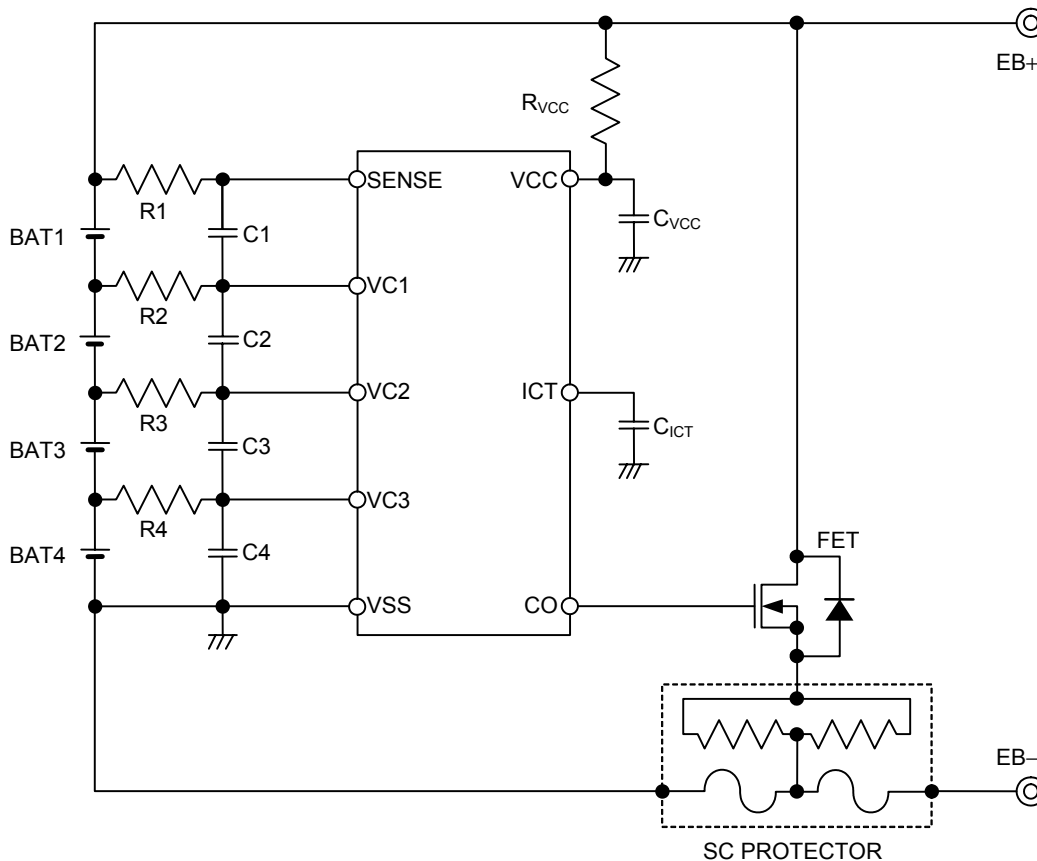 EB+
RVCC
SENSE
VCC
R1
CVCC
BAT1
C1
VC1
R2
BAT2
C2
VC2
ICT
R3
CICT
BAT3
C3
VC3
R4
FET
BAT4
C4
VSS
CO
EB−
SC PROTECTOR